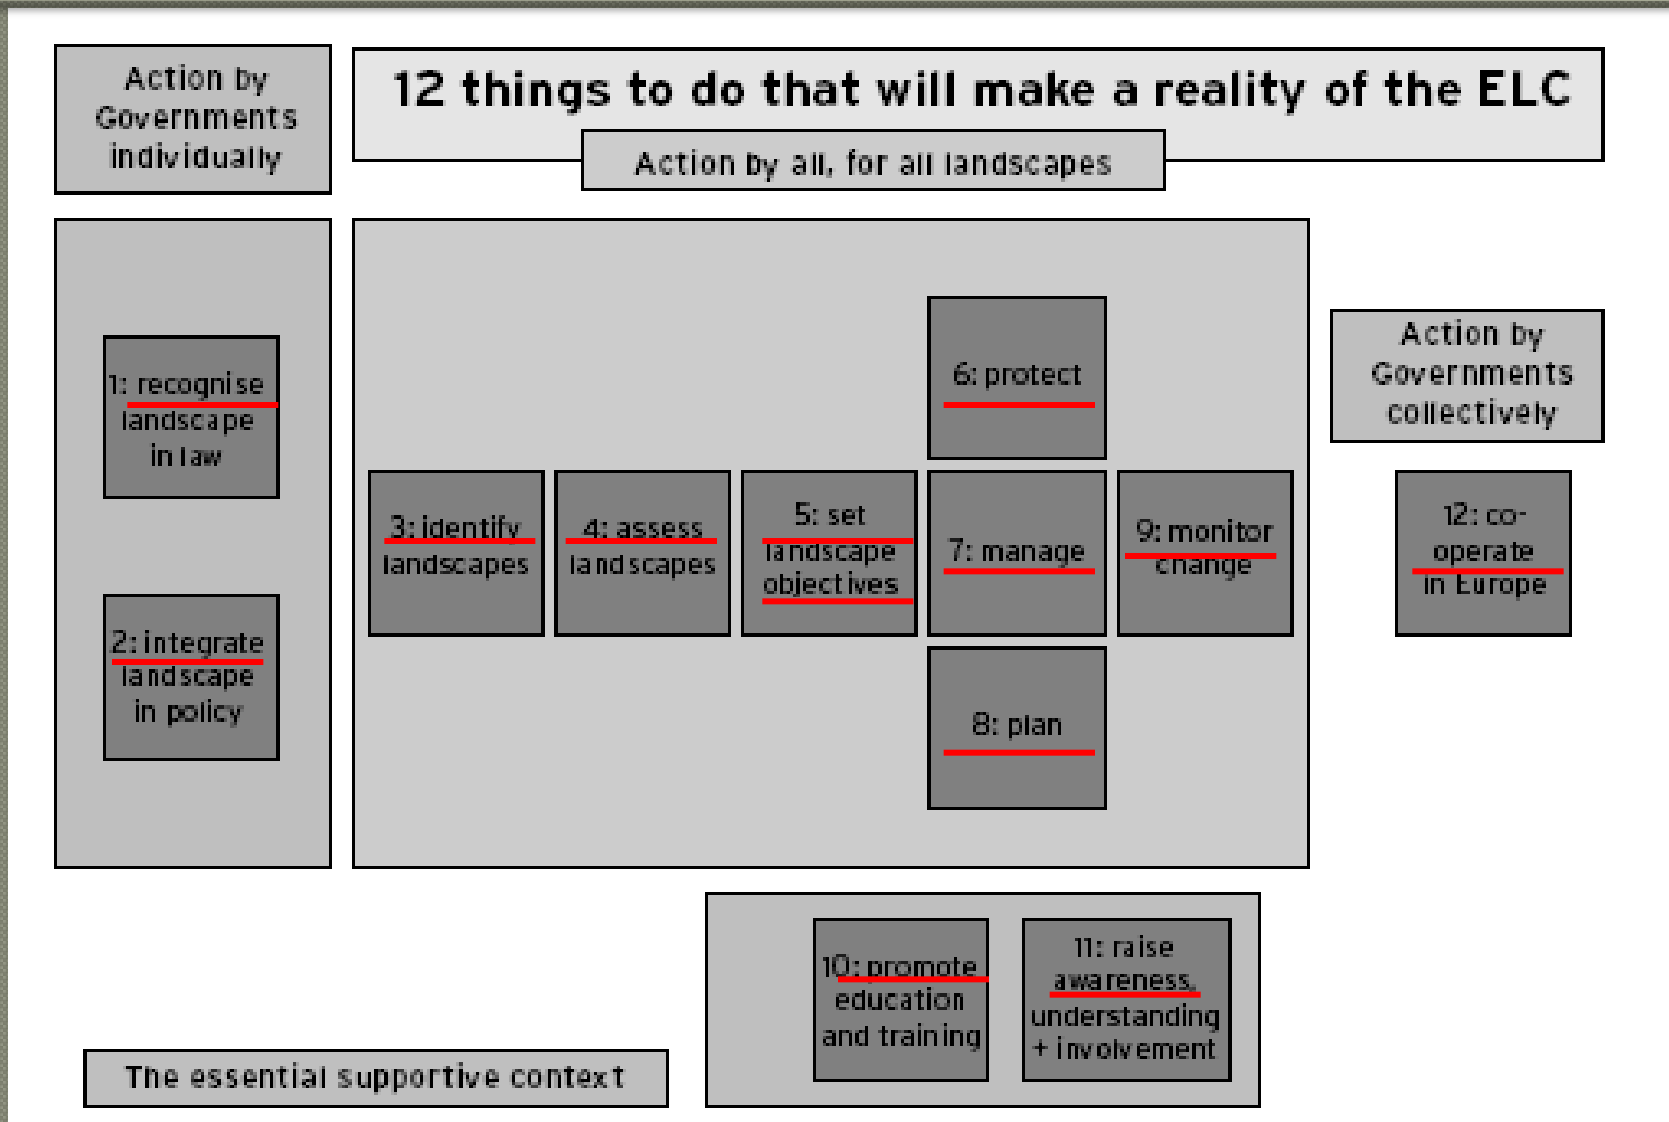 Action by
Governments
individually
12 things to do that will make a reality of the ELC
Action by all, for all landscapes
1: recognise
landscape
in law
2: integrate
landscape
in policy
3: identify
landscapes
4: assess
landscapes
5: set
landscape
objectives
6: protect
7: manage
8: plan
9: monitor
change
Action by
Governments
collectively
12: co-
operate
in Europe
10: promote
education
and training
11: raise
awareness,
understanding
+ involvement
The essential supportive context